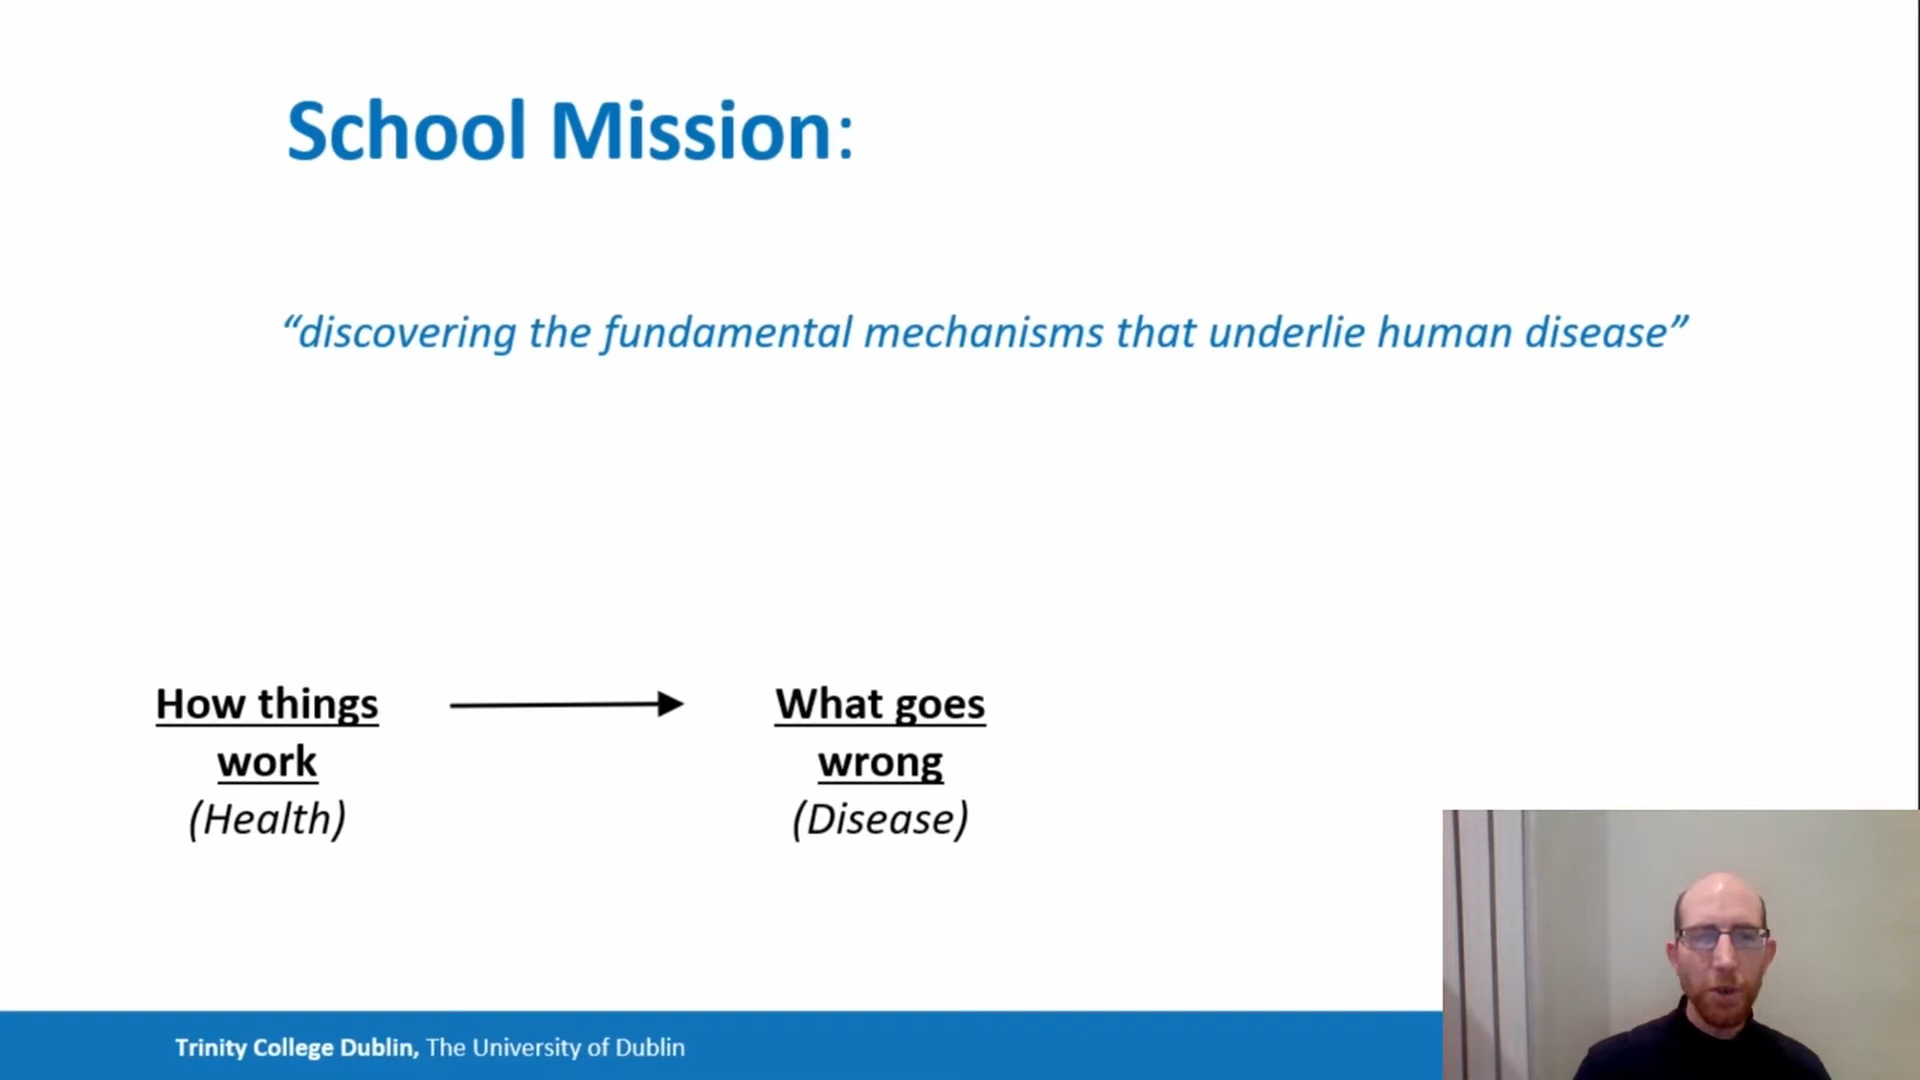 School Mission:
“discovering the fundamental mechanisms that underlie human disease”
How things
work
(Health)
What goes
wrong
(Disease)
Trinity College Dublin, The University of Dublin